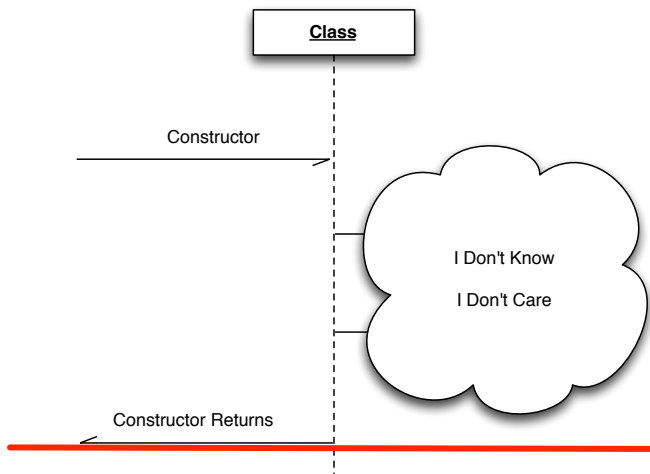 Class
Constructor
I Don't Know
I Don't Care
Constructor Returns